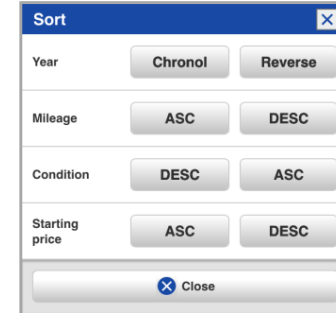 Sort
Year Chronol Reverse
Mileage ASC DESC
Condition DESC ASC
Starting
price ASC DESC
Close